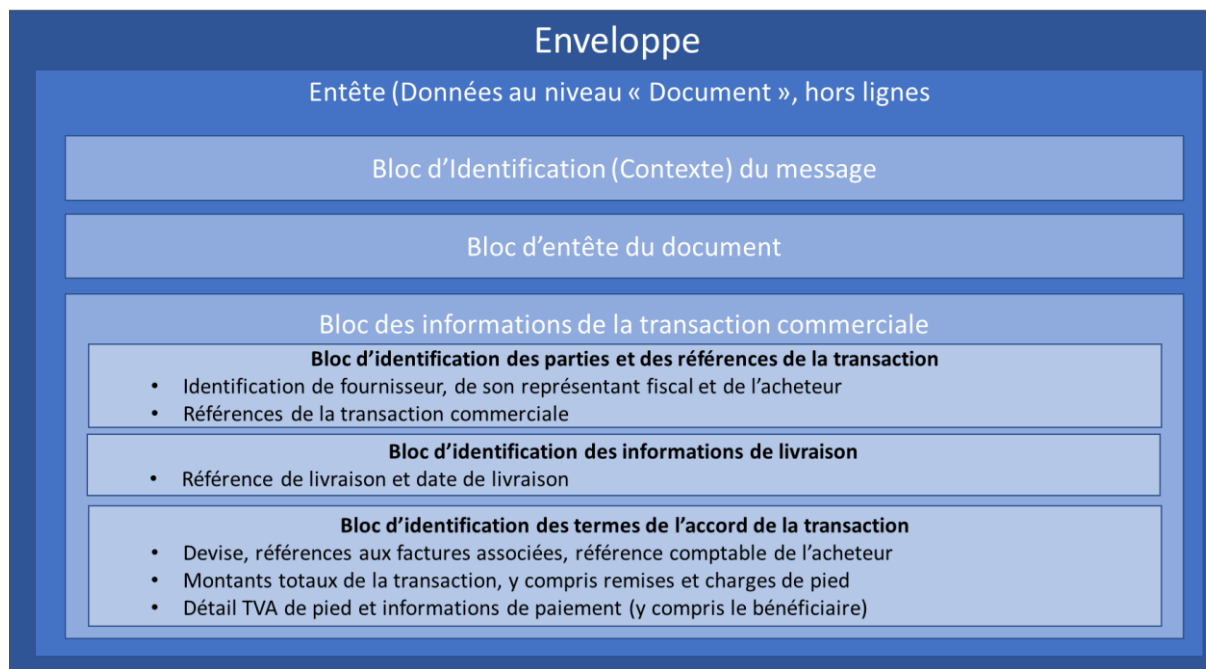 Enveloppe
Entête (Données au niveau « Document », hors lignes
Bloc d’Identification (Contexte) du message
Bloc d’entête du document
Bloc des informations de la transaction commerciale
Bloc d’identification des parties et des références de la transaction
• Identification de fournisseur, de son représentant fiscal et de l’acheteur
• Références de la transaction commerciale
Bloc d’identification des informations de livraison
• Référence de livraison et date de livraison
Bloc d’identification des termes de l’accord de la transaction
• Devise, références aux factures associées, référence comptable de l’acheteur
• Montants totaux de la transaction, y compris remises et charges de pied
• Détail TVA de pied et informations de paiement (y compris le bénéficiaire)